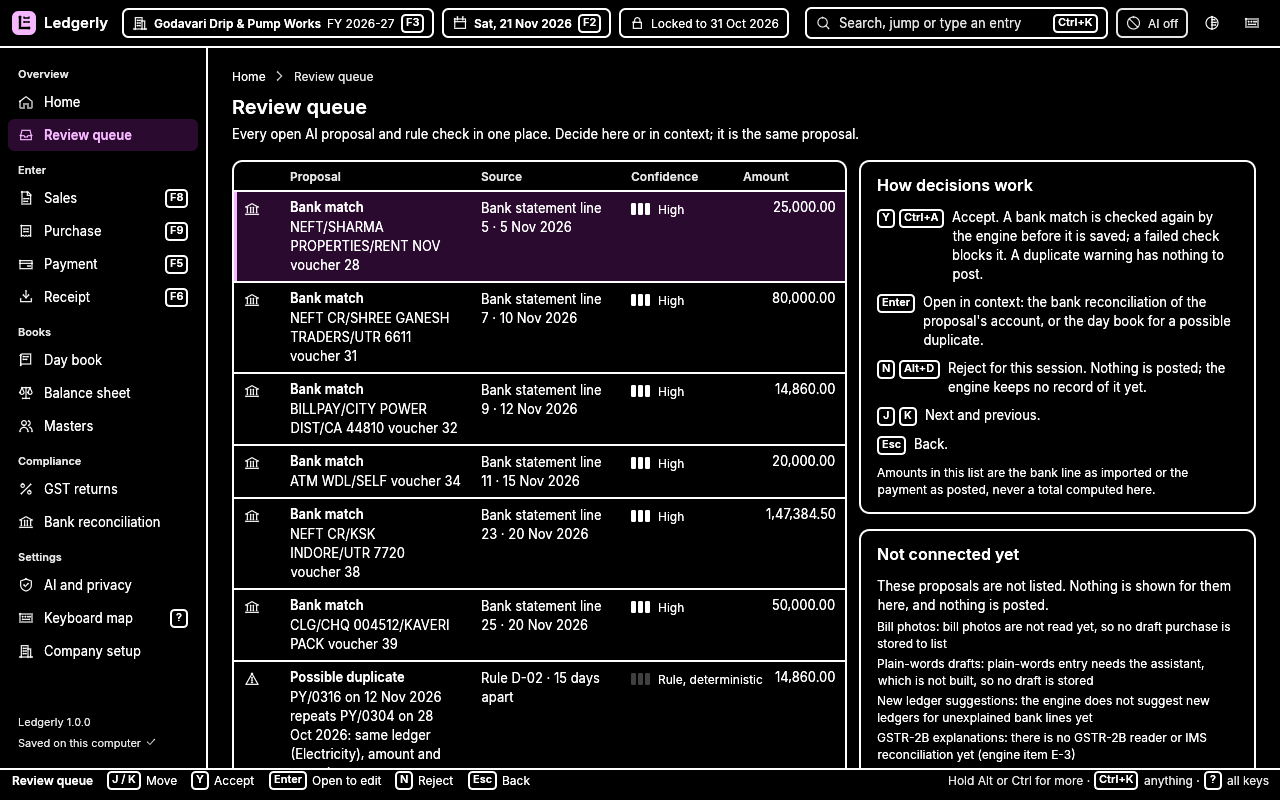 Ledgerly
Godavari Drip & Pump Works FY 2026-27 F3
Sat, 21 Nov 2026 F2
Locked to 31 Oct 2026
Search, jump or type an entry Ctrl+K
AI off
Overview
Home
Review queue
Enter
Sales F8
Purchase F9
Payment F5
Receipt F6
Books
Day book
Balance sheet
Masters
Compliance
GST returns
Bank reconciliation
Settings
AI and privacy
Keyboard map ?
Company setup
Ledgerly 1.0.0
Saved on this computer
Home Review queue
Review queue
Every open AI proposal and rule check in one place. Decide here or in context; it is the same proposal.
Proposal Source Confidence Amount
Bank match Bank statement line High 25,000.00
NEFT/SHARMA 5 · 5 Nov 2026
PROPERTIES/RENT NOV
voucher 28
Bank match Bank statement line High 80,000.00
NEFT CR/SHREE GANESH 7 · 10 Nov 2026
TRADERS/UTR 6611
voucher 31
Bank match Bank statement line High 14,860.00
BILLPAY/CITY POWER 9 · 12 Nov 2026
DIST/CA 44810 voucher 32
Bank match Bank statement line High 20,000.00
ATM WDL/SELF voucher 34 11 · 15 Nov 2026
Bank match Bank statement line High 1,47,384.50
NEFT CR/KSK 23 · 20 Nov 2026
INDORE/UTR 7720
voucher 38
Bank match Bank statement line High 50,000.00
CLG/CHQ 004512/KAVERI 25 · 20 Nov 2026
PACK voucher 39
Possible duplicate Rule D-02 · 15 days Rule, deterministic 14,860.00
PY/0316 on 12 Nov 2026 apart
repeats PY/0304 on 28
Oct 2026: same ledger
(Electricity), amount and
How decisions work
Y Ctrl+A Accept. A bank match is checked again by
the engine before it is saved; a failed check
blocks it. A duplicate warning has nothing to
post.
Enter Open in context: the bank reconciliation of the
proposal's account, or the day book for a possible
duplicate.
N Alt+D Reject for this session. Nothing is posted; the
engine keeps no record of it yet.
J K Next and previous.
Esc Back.
Amounts in this list are the bank line as imported or the
payment as posted, never a total computed here.
Not connected yet
These proposals are not listed. Nothing is shown for them
here, and nothing is posted.
Bill photos: bill photos are not read yet, so no draft purchase is
stored to list
Plain-words drafts: plain-words entry needs the assistant,
which is not built, so no draft is stored
New ledger suggestions: the engine does not suggest new
ledgers for unexplained bank lines yet
GSTR-2B explanations: there is no GSTR-2B reader or IMS
reconciliation yet (engine item E-3)
Review queue J / K Move Y Accept Enter Open to edit N Reject Esc Back
Hold Alt or Ctrl for more · Ctrl+K anything · ? all keys